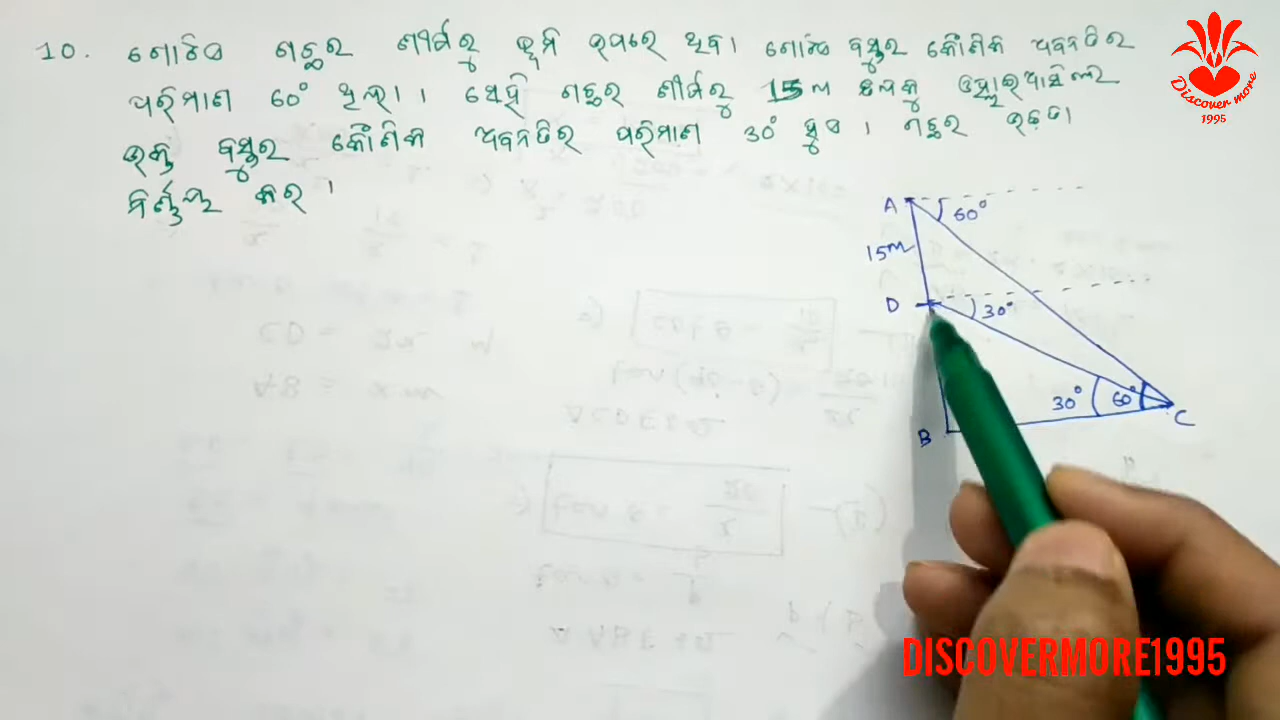 10. ଗୋଟିଏ ଗଛର ଶୀର୍ଷରୁ ଭୂମି ଉପରେ ଥିବା ଗୋଟିଏ ବସ୍ତୁର କୌଣିକ ଅବନତିର
ପରିମାଣ 60° ଥିଲା । ସେହି ଗଛର ଶୀର୍ଷରୁ 15m ତଳକୁ ଓହ୍ଲାଇଆସିଲେ
ଉକ୍ତ ବସ୍ତୁର କୌଣିକ ଅବନତିର ପରିମାଣ 30° ହୁଏ । ଗଛର ଉଚ୍ଚତା
ନିର୍ଣ୍ଣୟ କର ।
A 60°
15m
D 30°
30° 60°
B C
Discover more
1995
DISCOVERMORE1995